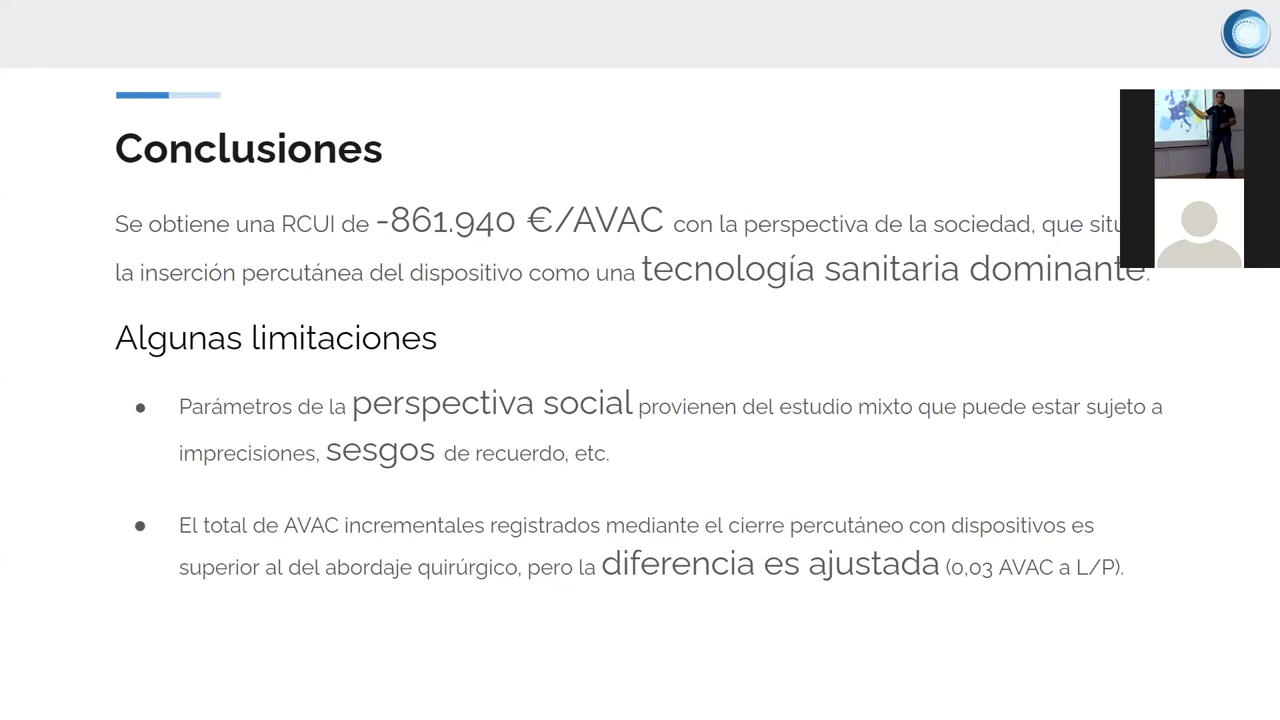 Conclusiones
Se obtiene una RCUI de -861.940 €/AVAC con la perspectiva de la sociedad, que
la inserción percutánea del dispositivo como una tecnología sanitaria dominante.
Algunas limitaciones
● Parámetros de la perspectiva social provienen del estudio mixto que puede estar sujeto a
imprecisiones, sesgos de recuerdo, etc.
● El total de AVAC incrementales registrados mediante el cierre percutáneo con dispositivos es
superior al del abordaje quirúrgico, pero la diferencia es ajustada (0,03 AVAC a L/P).